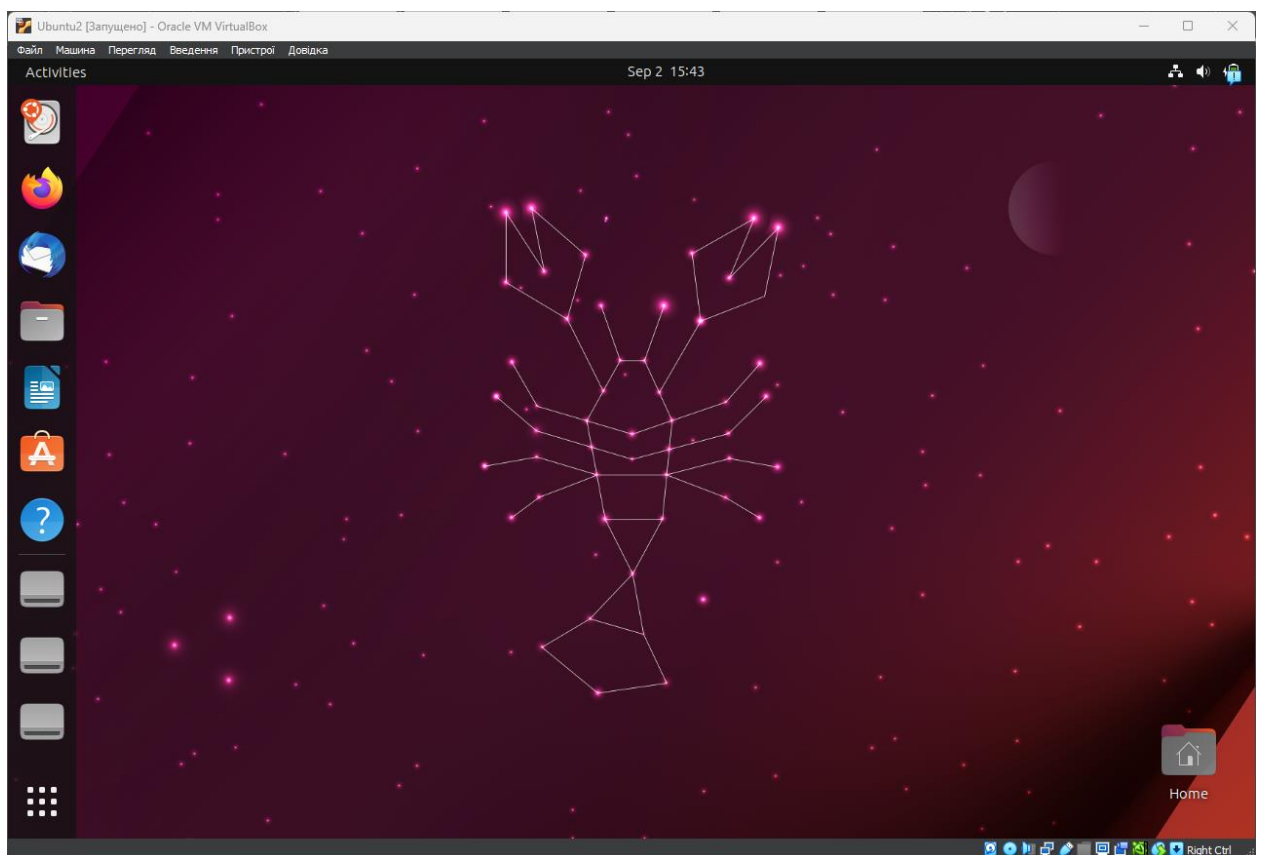 Ubuntu2 [Запущено] - Oracle VM VirtualBox
Файл Машина Перегляд Введення Пристрої Довідка
Activities Sep 2 15:43
Home
Right Ctrl